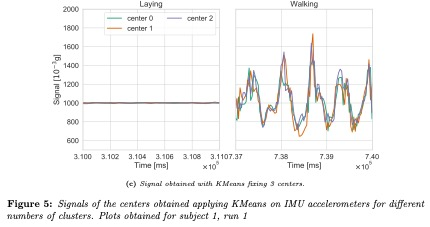 Laying
Walking
2000
1800
1600
1400
1200
1000
800
600
Signal [10⁻³g]
center 0
center 1
center 2
3.100 3.102 3.104 3.106 3.108 3.110
7.37 7.38 7.39 7.40
Time [ms]
×10⁵
Time [ms]
×10⁵
(c) Signal obtained with KMeans fixing 3 centers.
Figure 5: Signals of the centers obtained applying KMeans on IMU accelerometers for different
numbers of clusters. Plots obtained for subject 1, run 1